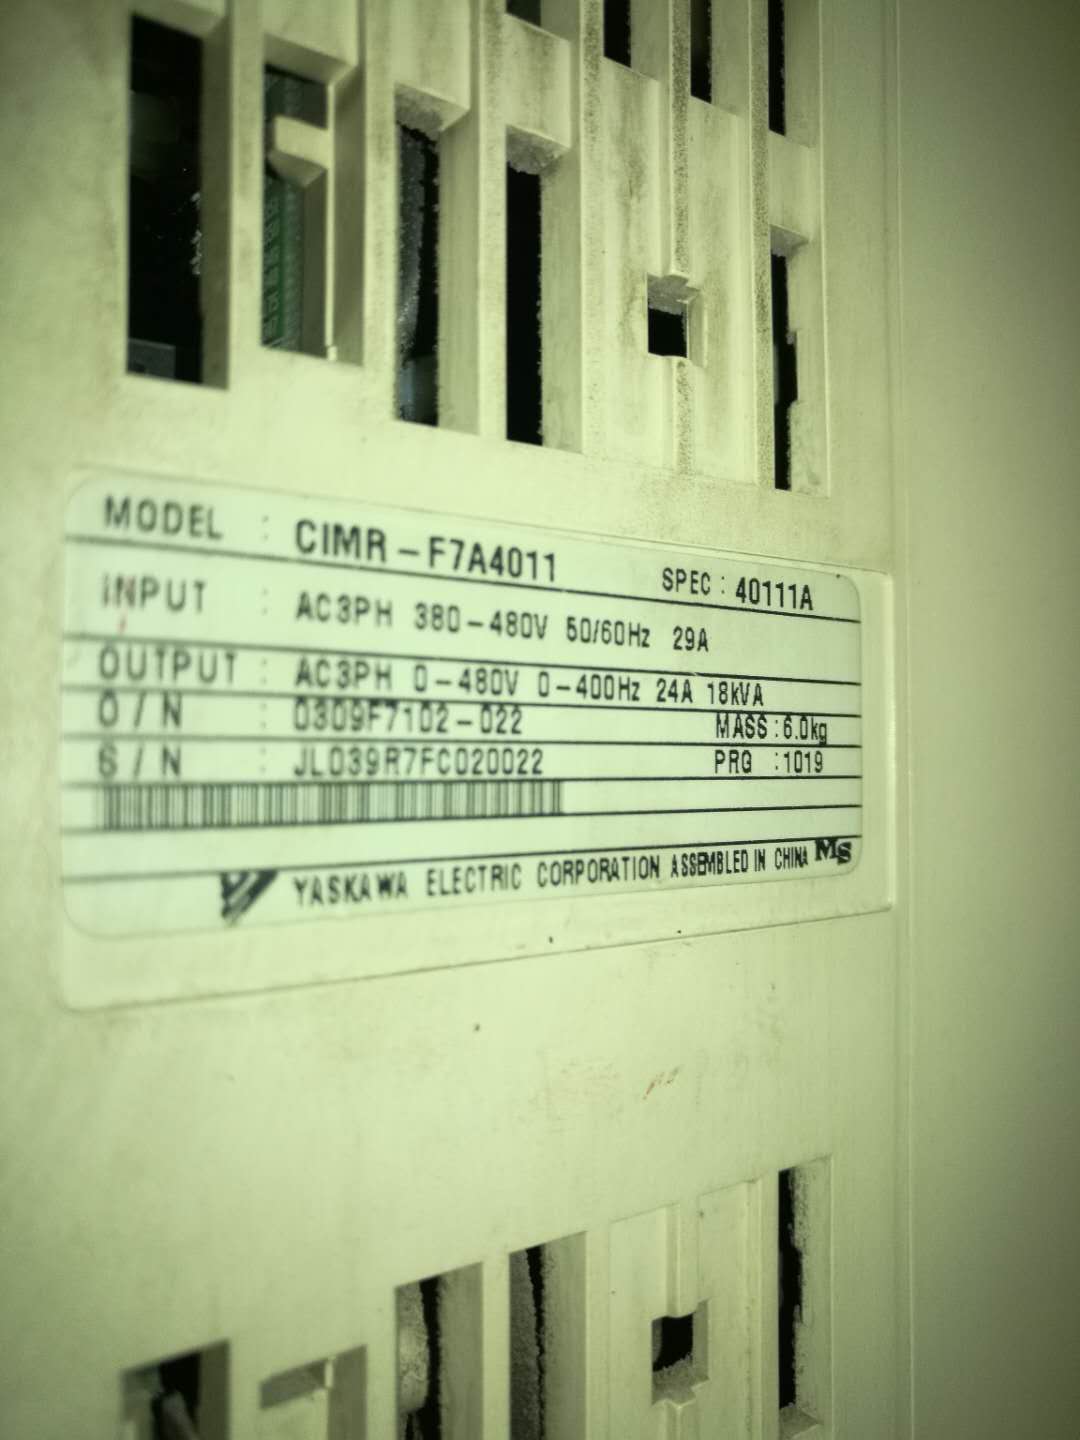 MODEL : CIMR-F7A4011 SPEC : 40111A
INPUT : AC3PH 380-480V 50/60Hz 29A
OUTPUT : AC3PH 0-480V 0-400Hz 24A 18kVA
O/N : 0309F7102-022 MASS : 6.0kg
S/N : JL039R7FC020022 PRG : 1019
YASKAWA ELECTRIC CORPORATION ASSEMBLED IN CHINA MS